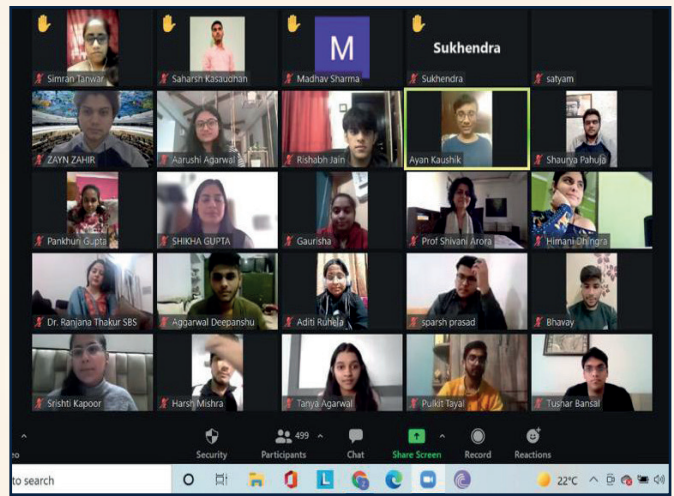 Simran Tanwar
Saharsh Kasaudhan
M
Madhav Sharma
Sukhendra
Sukhendra
satyam
ZAYN ZAHIR
Aarushi Agarwal
Rishabh Jain
Ayan Kaushik
Shaurya Pahuja
Pankhuri Gupta
SHIKHA GUPTA
Gaurisha
Prof Shivani Arora
Himani Dhingra
Dr. Ranjana Thakur SBS
Aggarwal Deepanshu
Aditi Ruhela
sparsh prasad
Bhavay
Srishti Kapoor
Harsh Mishra
Tanya Agarwal
Pulkit Tayal
Tushar Bansal
499
Security
Participants
Chat
Share Screen
Record
Reactions
to search
L
22°C